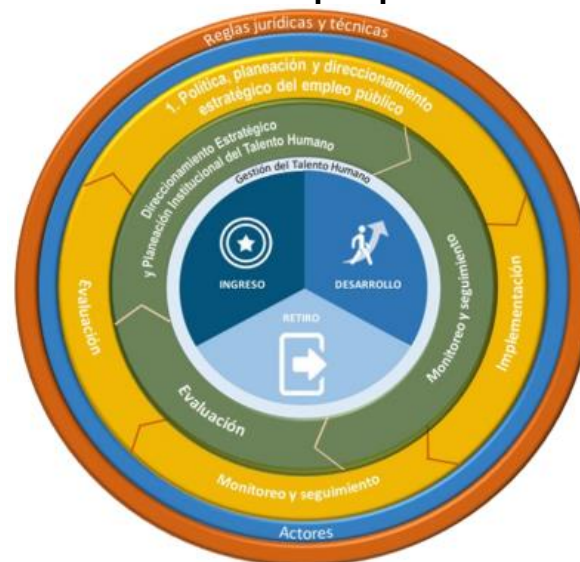 Reglas jurídicas y técnicas
1. Política, planeación y direccionamiento
estratégico del empleo público
Direccionamiento Estratégico
y Planeación Institucional del Talento Humano
Gestión del Talento Humano
INGRESO
DESARROLLO
RETIRO
Monitoreo y seguimiento
Implementación
Evaluación
Evaluación
Monitoreo y seguimiento
Actores